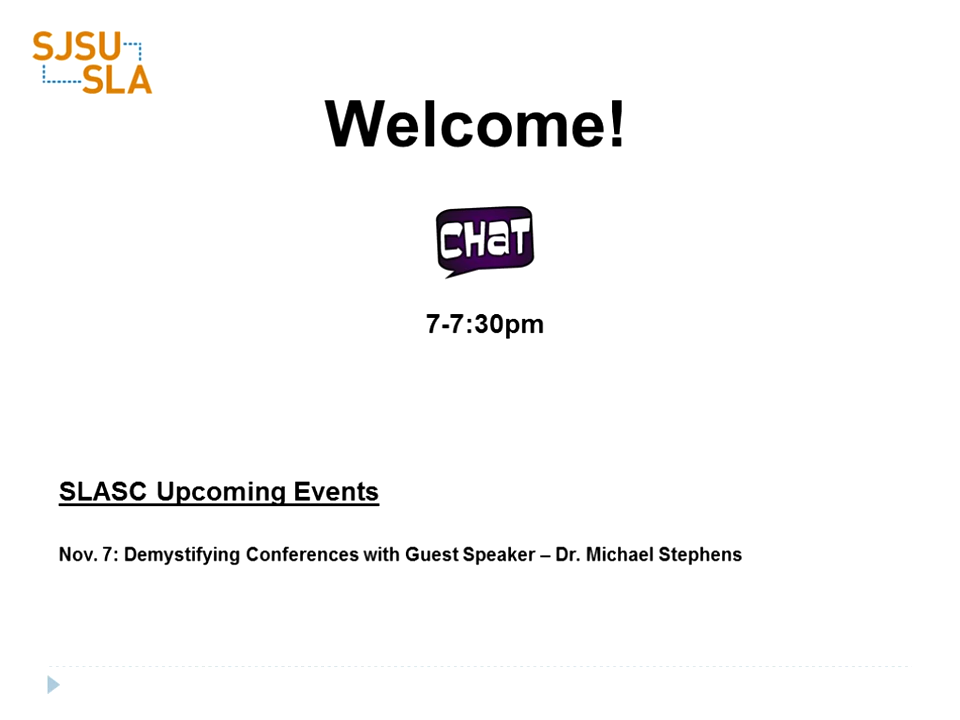 SJSU
SLA
Welcome!
CHaT
7-7:30pm
SLASC Upcoming Events
Nov. 7: Demystifying Conferences with Guest Speaker – Dr. Michael Stephens